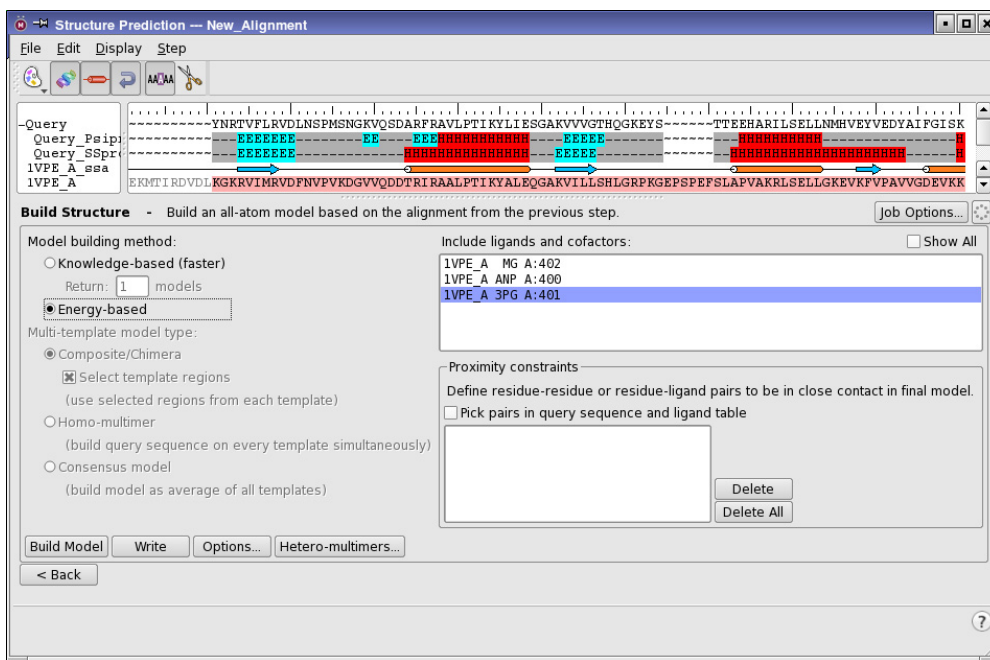 Structure Prediction --- New_Alignment
File Edit Display Step
AA AA
-Query ~~~~~~~~~~YNRTVFLRVDLNSPMSNGKVQSDARFRAVLPTIKYLIESGAKVVVGTHQGKEYS~~~~~~TTEEHARILSELLNMHVEYVEDYAIFGISK
Query_Psip
Query_SSpr
1VPE_A_ssa
1VPE_A EKMTIRDVDLKGKRVIMRVDFNVPVKDGVVQDDTRIRAALPTIKYALEQGAKVILLSHLGRPKGEPSPEFSLAPVAKRLSELLGKEVKFVPAVVGDEVKK
Build Structure - Build an all-atom model based on the alignment from the previous step.
Job Options...
Model building method:
Knowledge-based (faster)
Return: 1 models
Energy-based
Multi-template model type:
Composite/Chimera
Select template regions
(use selected regions from each template)
Homo-multimer
(build query sequence on every template simultaneously)
Consensus model
(build model as average of all templates)
Include ligands and cofactors:
Show All
1VPE_A MG A:402
1VPE_A ANP A:400
1VPE_A 3PG A:401
Proximity constraints
Define residue-residue or residue-ligand pairs to be in close contact in final model.
Pick pairs in query sequence and ligand table
Delete
Delete All
Build Model Write Options... Hetero-multimers...
< Back
?